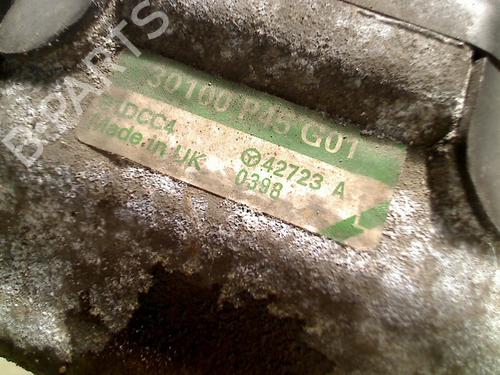 30100 P45 G01
DCC4
Made in UK
42723 A
0398
L
B-PARTS